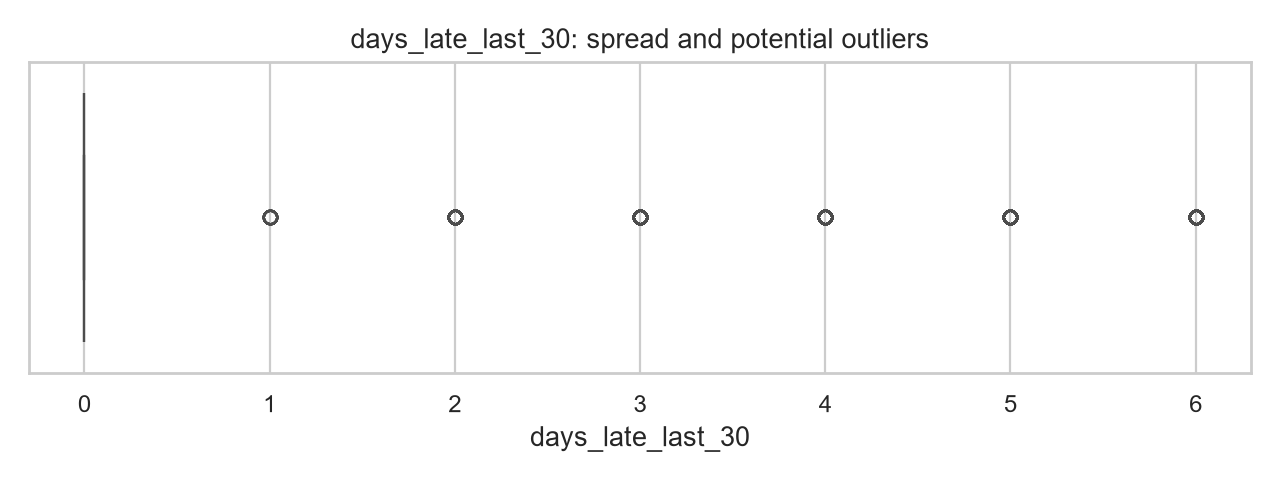 days_late_last_30: spread and potential outliers
0 1 2 3 4 5 6
days_late_last_30